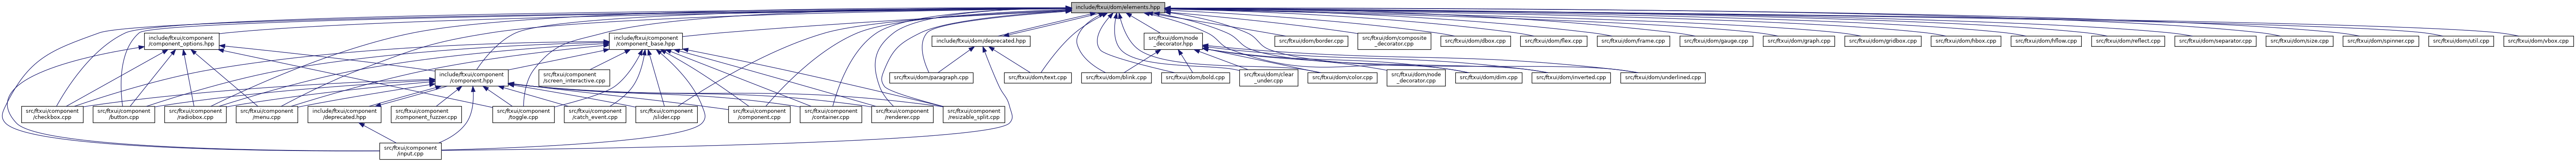 include/ftxui/dom/elements.hpp
include/ftxui/component
/component_options.hpp
include/ftxui/component
/component_base.hpp
include/ftxui/dom/deprecated.hpp
src/ftxui/dom/node
_decorator.hpp
src/ftxui/dom/border.cpp
src/ftxui/dom/composite
_decorator.cpp
src/ftxui/dom/dbox.cpp
src/ftxui/dom/flex.cpp
src/ftxui/dom/frame.cpp
src/ftxui/dom/gauge.cpp
src/ftxui/dom/graph.cpp
src/ftxui/dom/gridbox.cpp
src/ftxui/dom/hbox.cpp
src/ftxui/dom/hflow.cpp
src/ftxui/dom/reflect.cpp
src/ftxui/dom/separator.cpp
src/ftxui/dom/size.cpp
src/ftxui/dom/spinner.cpp
src/ftxui/dom/util.cpp
src/ftxui/dom/vbox.cpp
include/ftxui/component
/component.hpp
src/ftxui/component
/screen_interactive.cpp
src/ftxui/dom/paragraph.cpp
src/ftxui/dom/text.cpp
src/ftxui/dom/blink.cpp
src/ftxui/dom/bold.cpp
src/ftxui/dom/clear
_under.cpp
src/ftxui/dom/color.cpp
src/ftxui/dom/node
_decorator.cpp
src/ftxui/dom/dim.cpp
src/ftxui/dom/inverted.cpp
src/ftxui/dom/underlined.cpp
src/ftxui/component
/checkbox.cpp
src/ftxui/component
/button.cpp
src/ftxui/component
/radiobox.cpp
src/ftxui/component
/menu.cpp
include/ftxui/component
/deprecated.hpp
src/ftxui/component
/component_fuzzer.cpp
src/ftxui/component
/toggle.cpp
src/ftxui/component
/catch_event.cpp
src/ftxui/component
/slider.cpp
src/ftxui/component
/component.cpp
src/ftxui/component
/container.cpp
src/ftxui/component
/renderer.cpp
src/ftxui/component
/resizable_split.cpp
src/ftxui/component
/input.cpp